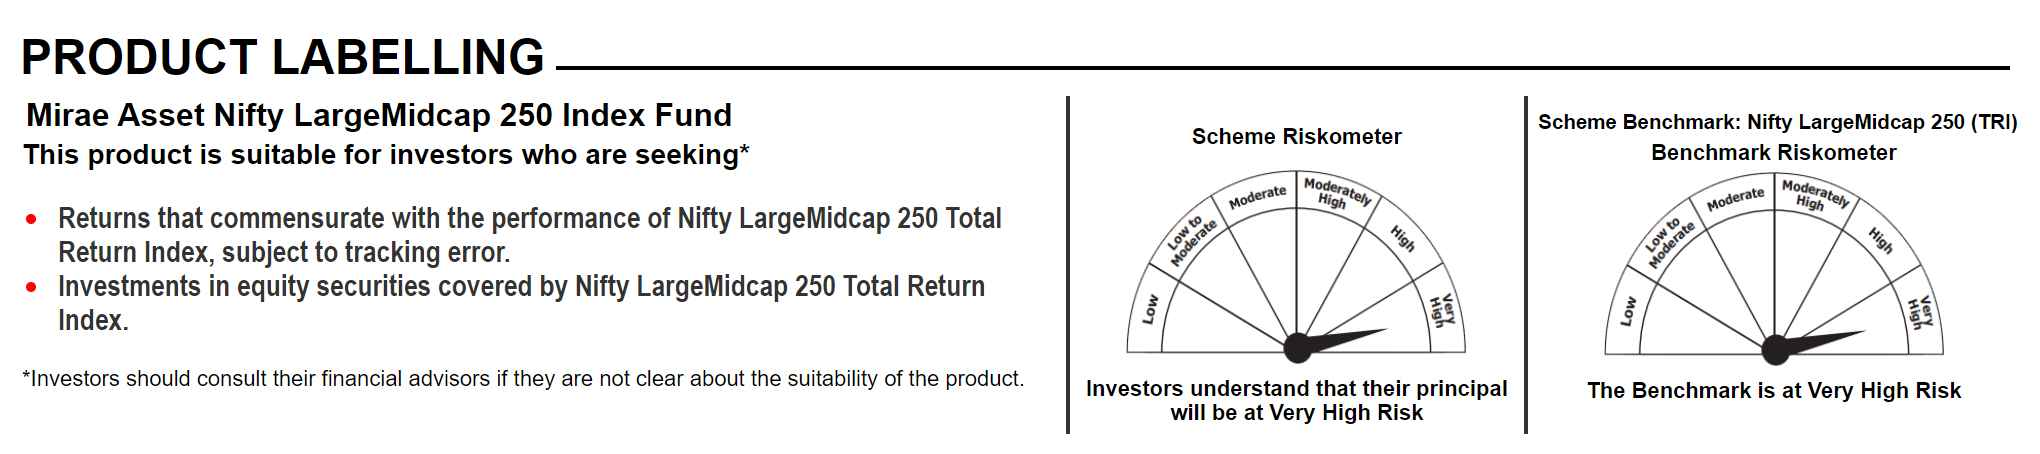 PRODUCT LABELLING
Mirae Asset Nifty LargeMidcap 250 Index Fund
This product is suitable for investors who are seeking*
Returns that commensurate with the performance of Nifty LargeMidcap 250 Total
Return Index, subject to tracking error.
Investments in equity securities covered by Nifty LargeMidcap 250 Total Return
Index.
*Investors should consult their financial advisors if they are not clear about the suitability of the product.
Scheme Riskometer
Low
Low to
Moderate
Moderate
Moderately
High
High
Very
High
Investors understand that their principal
will be at Very High Risk
Scheme Benchmark: Nifty LargeMidcap 250 (TRI)
Benchmark Riskometer
Low
Low to
Moderate
Moderate
Moderately
High
High
Very
High
The Benchmark is at Very High Risk